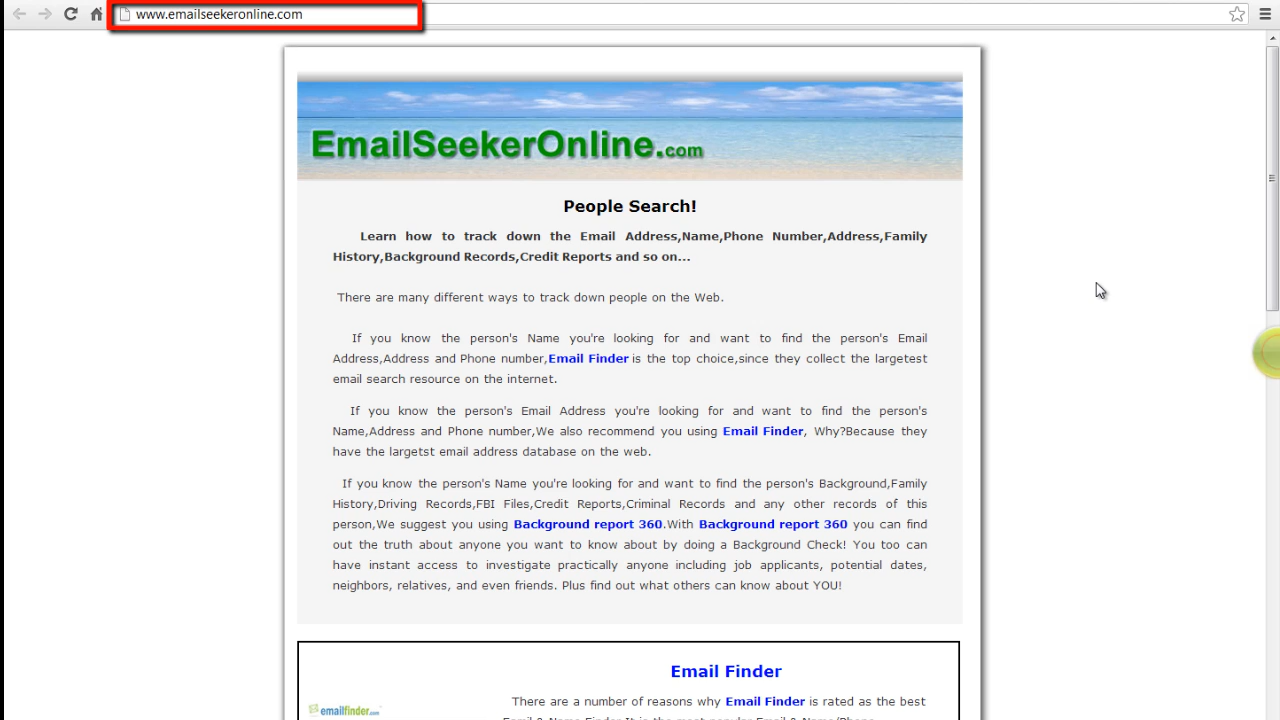 www.emailseekeronline.com
EmailSeekerOnline.com
People Search!
Learn how to track down the Email Address,Name,Phone Number,Address,Family
History,Background Records,Credit Reports and so on...
There are many different ways to track down people on the Web.
If you know the person's Name you're looking for and want to find the person's Email
Address,Address and Phone number,Email Finder is the top choice,since they collect the largetest
email search resource on the internet.
If you know the person's Email Address you're looking for and want to find the person's
Name,Address and Phone number,We also recommend you using Email Finder, Why?Because they
have the largetst email address database on the web.
If you know the person's Name you're looking for and want to find the person's Background,Family
History,Driving Records,FBI Files,Credit Reports,Criminal Records and any other records of this
person,We suggest you using Background report 360.With Background report 360 you can find
out the truth about anyone you want to know about by doing a Background Check! You too can
have instant access to investigate practically anyone including job applicants, potential dates,
neighbors, relatives, and even friends. Plus find out what others can know about YOU!
Email Finder
There are a number of reasons why Email Finder is rated as the best
emailfinder.com